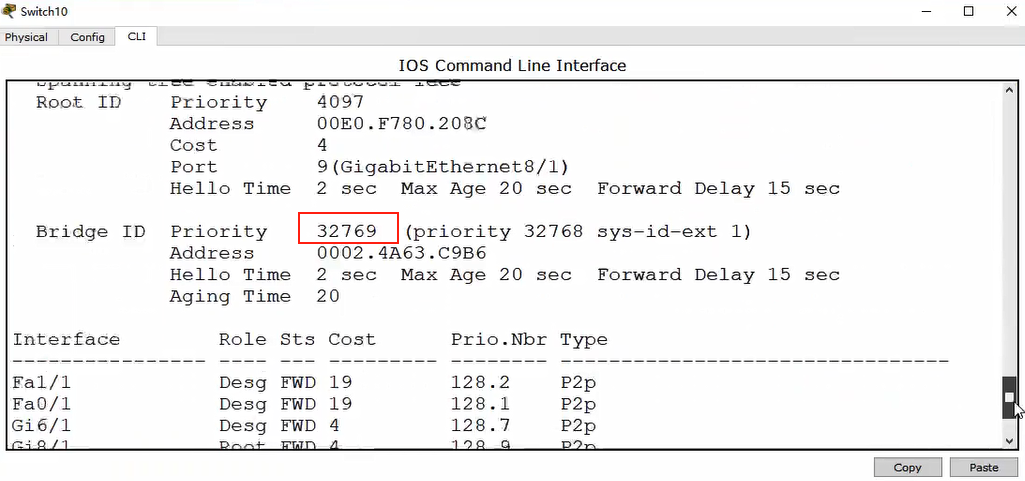 Switch10
Physical Config CLI
IOS Command Line Interface
Spanning tree enabled protocol ieee
Root ID Priority 4097
Address 00E0.F780.208C
Cost 4
Port 9(GigabitEthernet8/1)
Hello Time 2 sec Max Age 20 sec Forward Delay 15 sec
Bridge ID Priority 32769 (priority 32768 sys-id-ext 1)
Address 0002.4A63.C9B6
Hello Time 2 sec Max Age 20 sec Forward Delay 15 sec
Aging Time 20
Interface Role Sts Cost Prio.Nbr Type
---------------- ---- --- --------- -------- --------------------------------
Fa1/1 Desg FWD 19 128.2 P2p
Fa0/1 Desg FWD 19 128.1 P2p
Gi6/1 Desg FWD 4 128.7 P2p
Gi8/1 Root FWD 4 128.9 P2p
Copy Paste